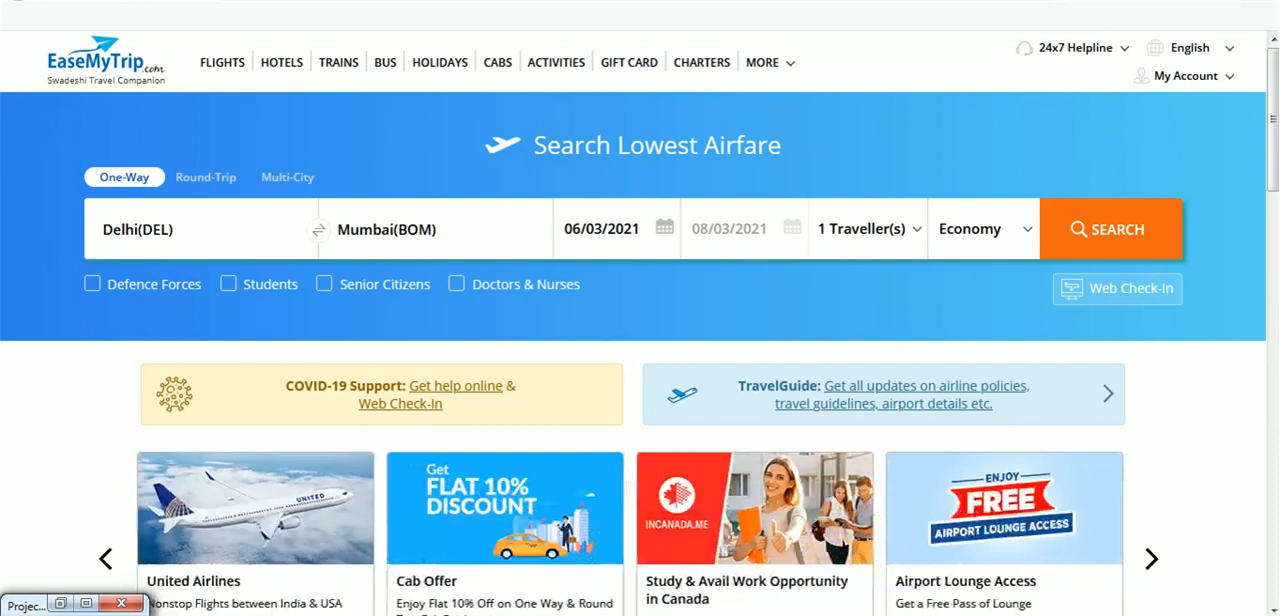 EaseMyTrip.com
Swadeshi Travel Companion
FLIGHTS HOTELS TRAINS BUS HOLIDAYS CABS ACTIVITIES GIFT CARD CHARTERS MORE
24x7 Helpline English
My Account
Search Lowest Airfare
One-Way Round-Trip Multi-City
Delhi(DEL) Mumbai(BOM) 06/03/2021 08/03/2021 1 Traveller(s) Economy SEARCH
Defence Forces Students Senior Citizens Doctors & Nurses Web Check-In
COVID-19 Support: Get help online &
Web Check-In
TravelGuide: Get all updates on airline policies,
travel guidelines, airport details etc.
UNITED
United Airlines
Nonstop Flights between India & USA
Get
FLAT 10%
DISCOUNT
Cab Offer
Enjoy Flat 10% Off on One Way & Round
INCANADA.ME
Study & Avail Work Opportunity
in Canada
ENJOY
FREE
AIRPORT LOUNGE ACCESS
Airport Lounge Access
Get a Free Pass of Lounge
Projec...